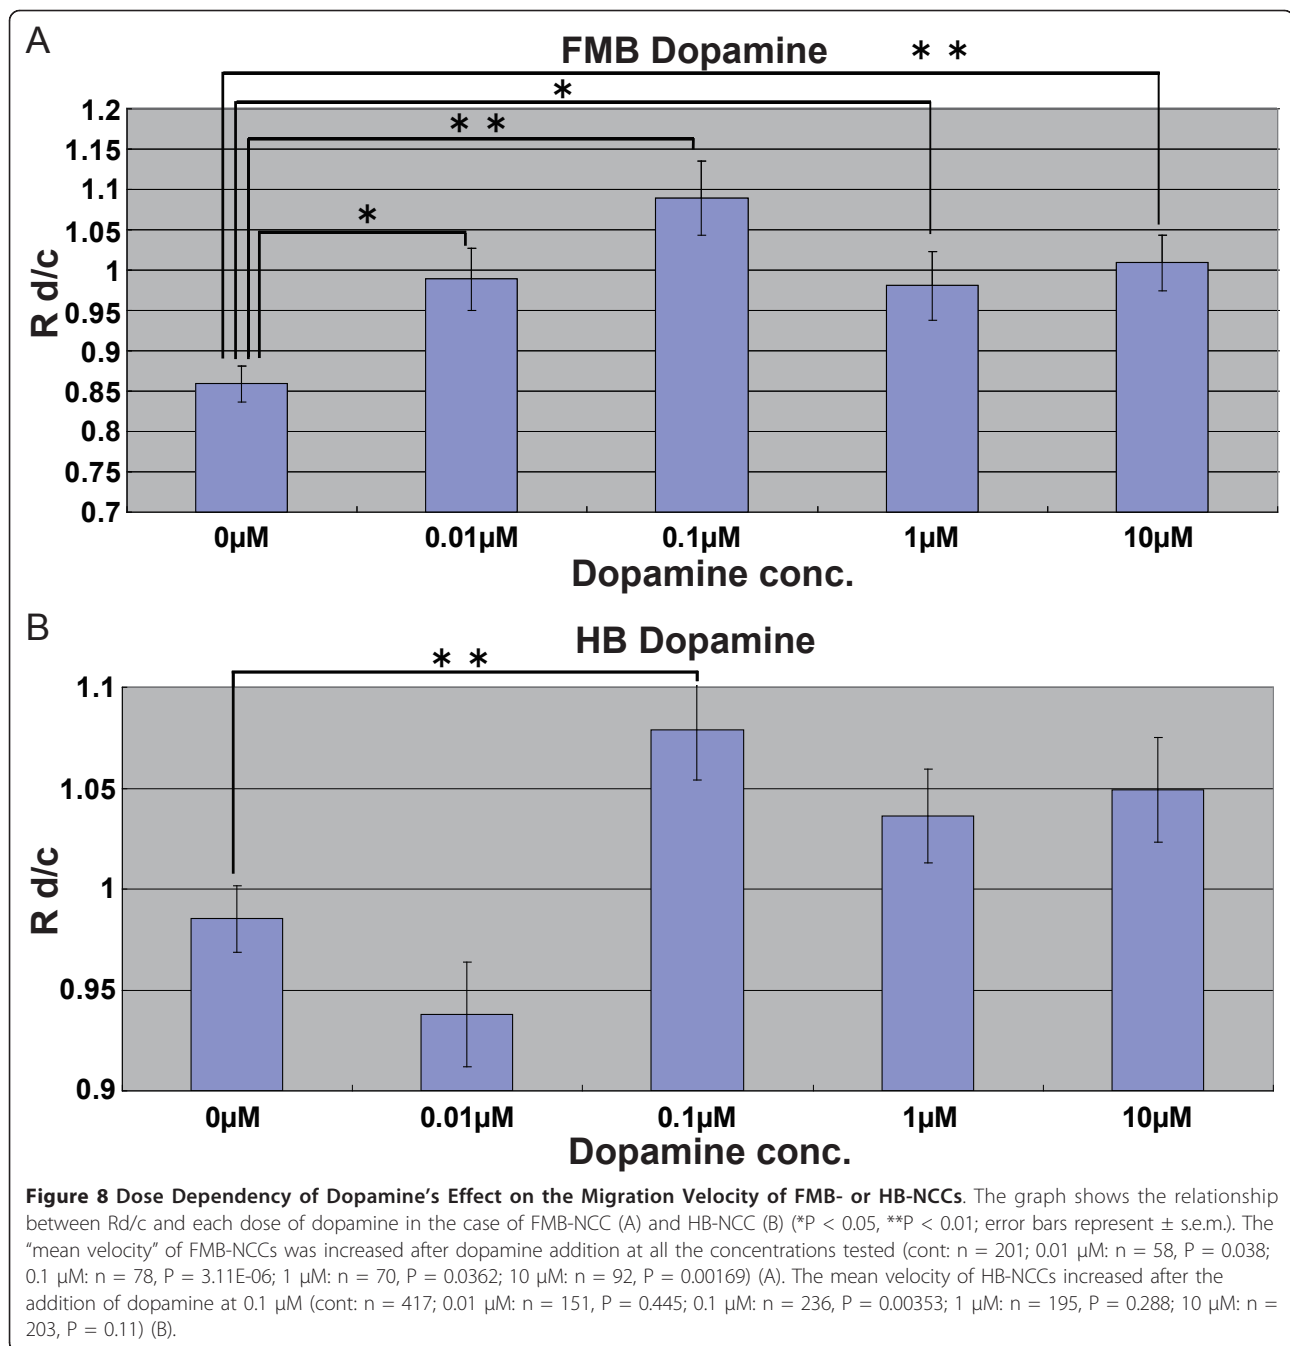 A
FMB Dopamine
* *
*
* *
*
1.2
1.15
1.1
1.05
1
0.95
0.9
0.85
0.8
0.75
0.7
R d/c
0µM 0.01µM 0.1µM 1µM 10µM
Dopamine conc.
B
HB Dopamine
* *
1.1
1.05
1
0.95
0.9
R d/c
0µM 0.01µM 0.1µM 1µM 10µM
Dopamine conc.
Figure 8 Dose Dependency of Dopamine's Effect on the Migration Velocity of FMB- or HB-NCCs. The graph shows the relationship
between Rd/c and each dose of dopamine in the case of FMB-NCC (A) and HB-NCC (B) (*P < 0.05, **P < 0.01; error bars represent ± s.e.m.). The
"mean velocity" of FMB-NCCs was increased after dopamine addition at all the concentrations tested (cont: n = 201; 0.01 µM: n = 58, P = 0.038;
0.1 µM: n = 78, P = 3.11E-06; 1 µM: n = 70, P = 0.0362; 10 µM: n = 92, P = 0.00169) (A). The mean velocity of HB-NCCs increased after the
addition of dopamine at 0.1 µM (cont: n = 417; 0.01 µM: n = 151, P = 0.445; 0.1 µM: n = 236, P = 0.00353; 1 µM: n = 195, P = 0.288; 10 µM: n =
203, P = 0.11) (B).